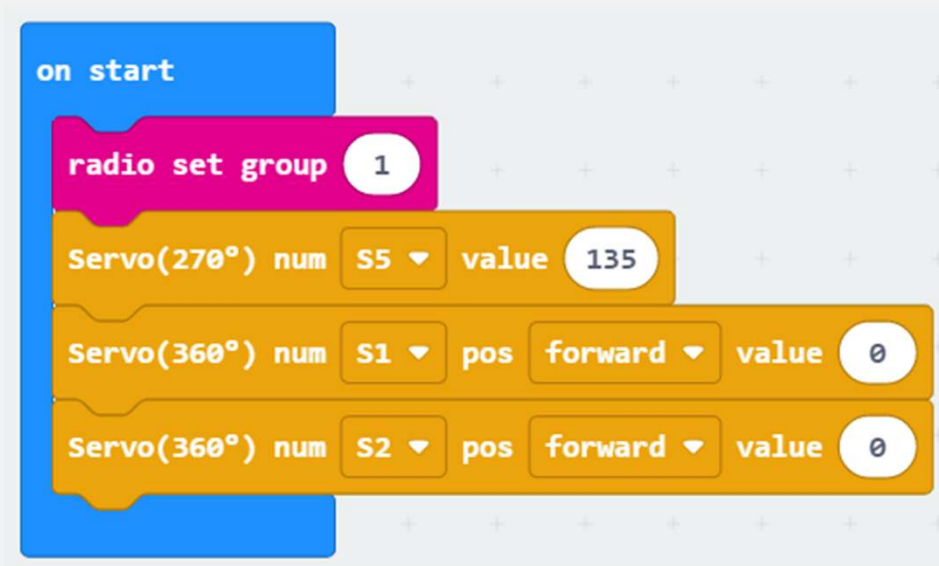 on start
radio set group 1
Servo(270°) num S5 value 135
Servo(360°) num S1 pos forward value 0
Servo(360°) num S2 pos forward value 0